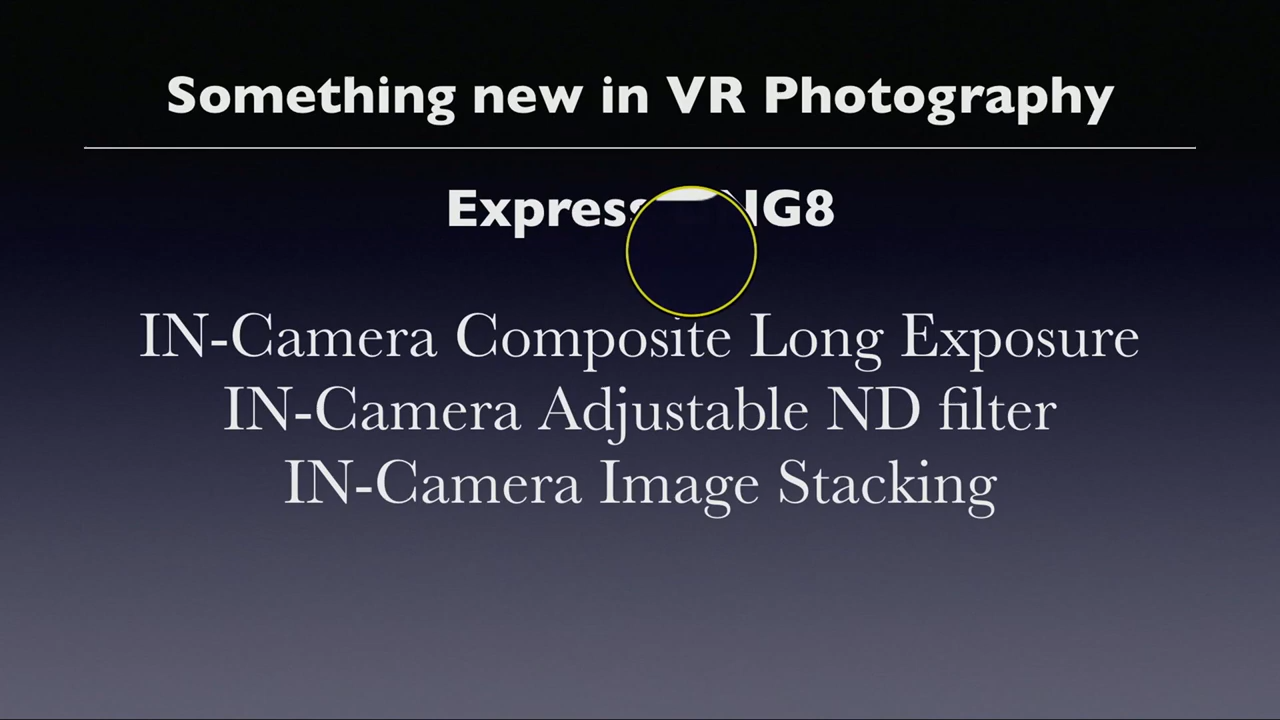 Something new in VR Photography
IN-Camera Composite Long Exposure
IN-Camera Adjustable ND filter
IN-Camera Image Stacking